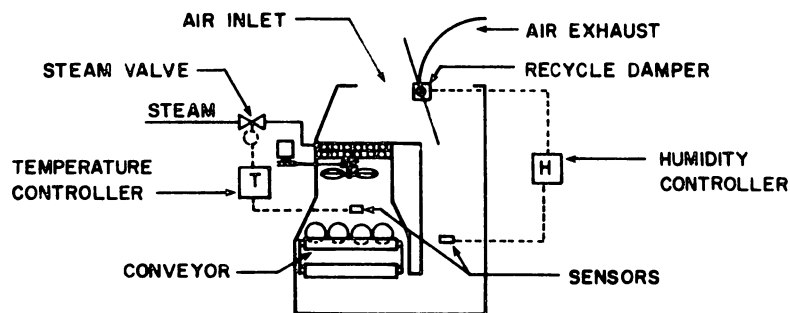 AIR INLET
AIR EXHAUST
STEAM VALVE
RECYCLE DAMPER
STEAM
TEMPERATURE
CONTROLLER
T
H
HUMIDITY
CONTROLLER
CONVEYOR
SENSORS